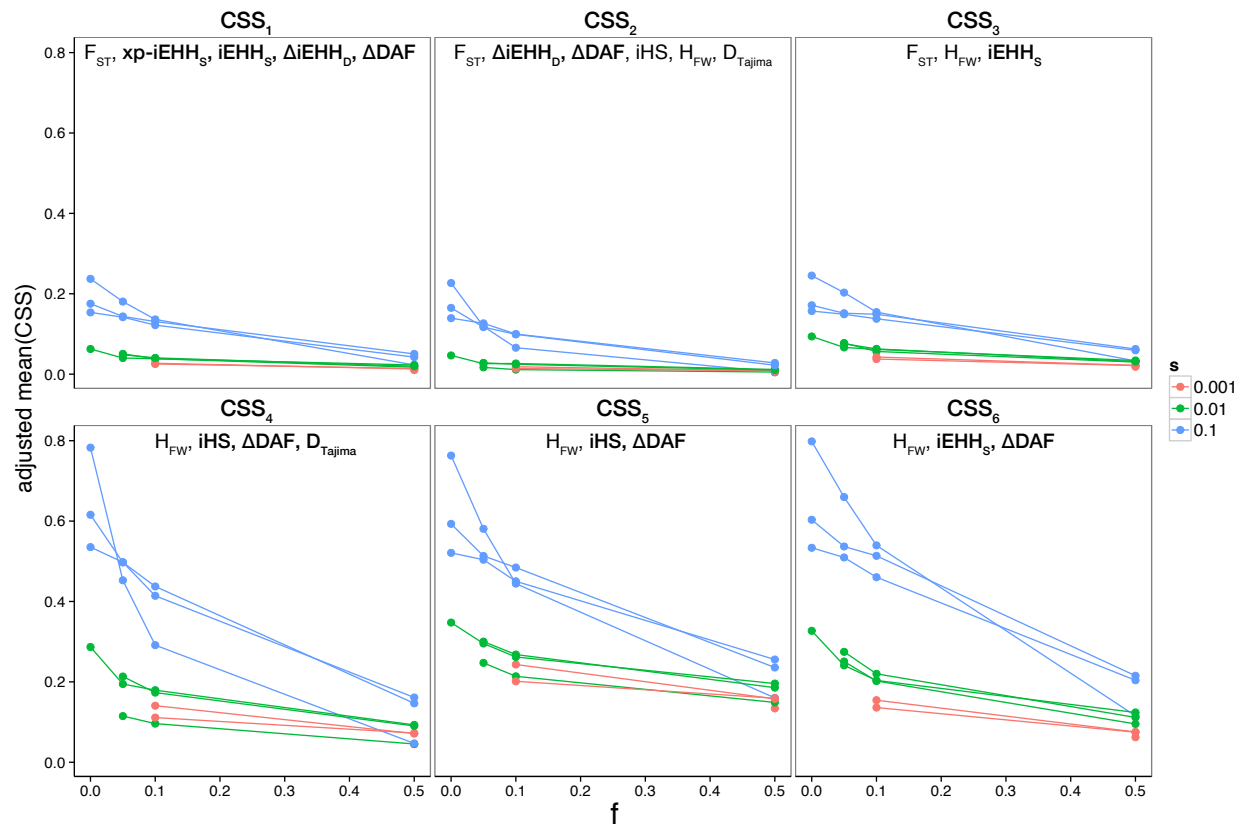 CSS₁ CSS₂ CSS₃
F_ST, xp-iEHH_S, iEHH_S, ΔiEHH_D, ΔDAF
F_ST, ΔiEHH_D, ΔDAF, iHS, H_FW, D_Tajima
F_ST, H_FW, iEHH_S
0.8
0.6
0.4
0.2
0.0
CSS₄ CSS₅ CSS₆
H_FW, iHS, ΔDAF, D_Tajima
H_FW, iHS, ΔDAF
H_FW, iEHH_S, ΔDAF
0.8
0.6
0.4
0.2
0.0
0.0 0.1 0.2 0.3 0.4 0.5 0.0 0.1 0.2 0.3 0.4 0.5 0.0 0.1 0.2 0.3 0.4 0.5
f
adjusted mean(CSS)
s
0.001
0.01
0.1